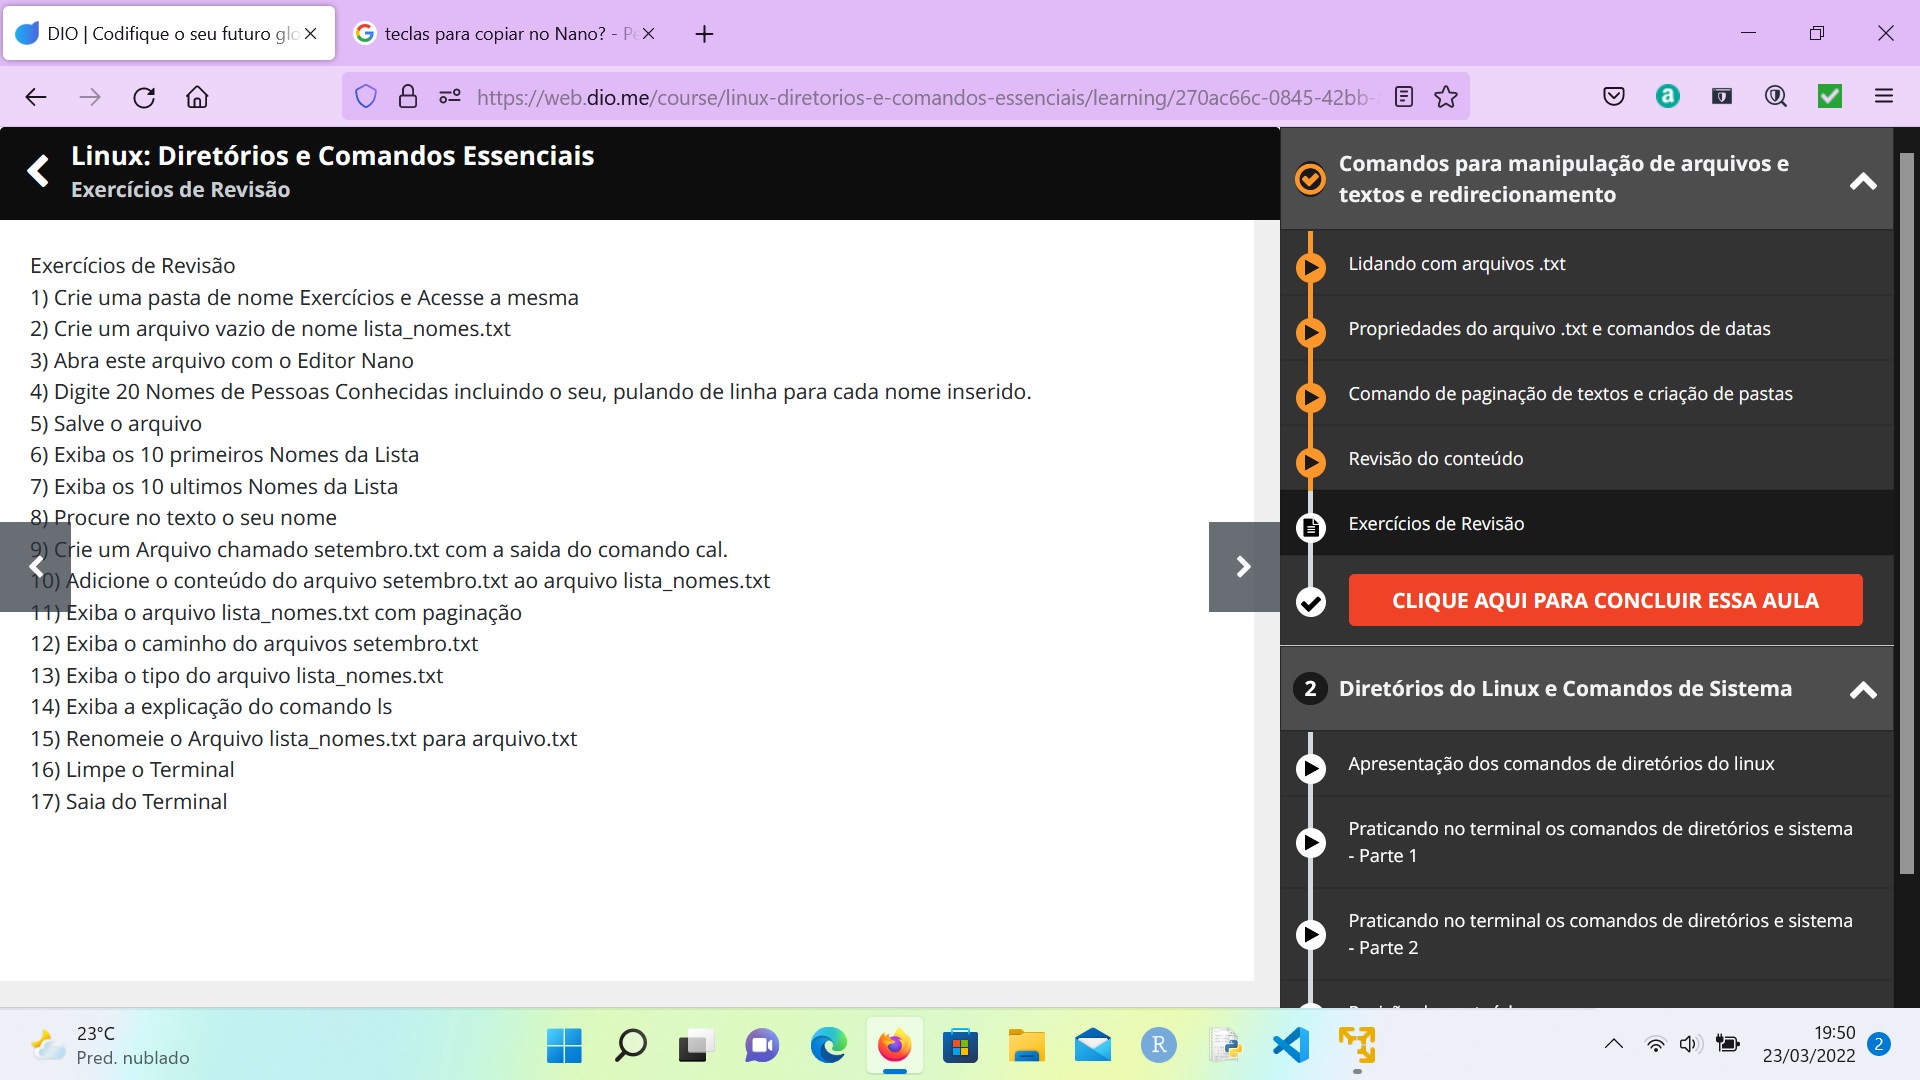 DIO | Codifique o seu futuro glo
teclas para copiar no Nano? - Pe
https://web.dio.me/course/linux-diretorios-e-comandos-essenciais/learning/270ac66c-0845-42bb-
Linux: Diretórios e Comandos Essenciais
Exercícios de Revisão
Exercícios de Revisão
1) Crie uma pasta de nome Exercícios e Acesse a mesma
2) Crie um arquivo vazio de nome lista_nomes.txt
3) Abra este arquivo com o Editor Nano
4) Digite 20 Nomes de Pessoas Conhecidas incluindo o seu, pulando de linha para cada nome inserido.
5) Salve o arquivo
6) Exiba os 10 primeiros Nomes da Lista
7) Exiba os 10 ultimos Nomes da Lista
8) Procure no texto o seu nome
9) Crie um Arquivo chamado setembro.txt com a saida do comando cal.
10) Adicione o conteúdo do arquivo setembro.txt ao arquivo lista_nomes.txt
11) Exiba o arquivo lista_nomes.txt com paginação
12) Exiba o caminho do arquivos setembro.txt
13) Exiba o tipo do arquivo lista_nomes.txt
14) Exiba a explicação do comando ls
15) Renomeie o Arquivo lista_nomes.txt para arquivo.txt
16) Limpe o Terminal
17) Saia do Terminal
Comandos para manipulação de arquivos e
textos e redirecionamento
Lidando com arquivos .txt
Propriedades do arquivo .txt e comandos de datas
Comando de paginação de textos e criação de pastas
Revisão do conteúdo
Exercícios de Revisão
CLIQUE AQUI PARA CONCLUIR ESSA AULA
2 Diretórios do Linux e Comandos de Sistema
Apresentação dos comandos de diretórios do linux
Praticando no terminal os comandos de diretórios e sistema
- Parte 1
Praticando no terminal os comandos de diretórios e sistema
- Parte 2
23°C
Pred. nublado
R
19:50
23/03/2022
2